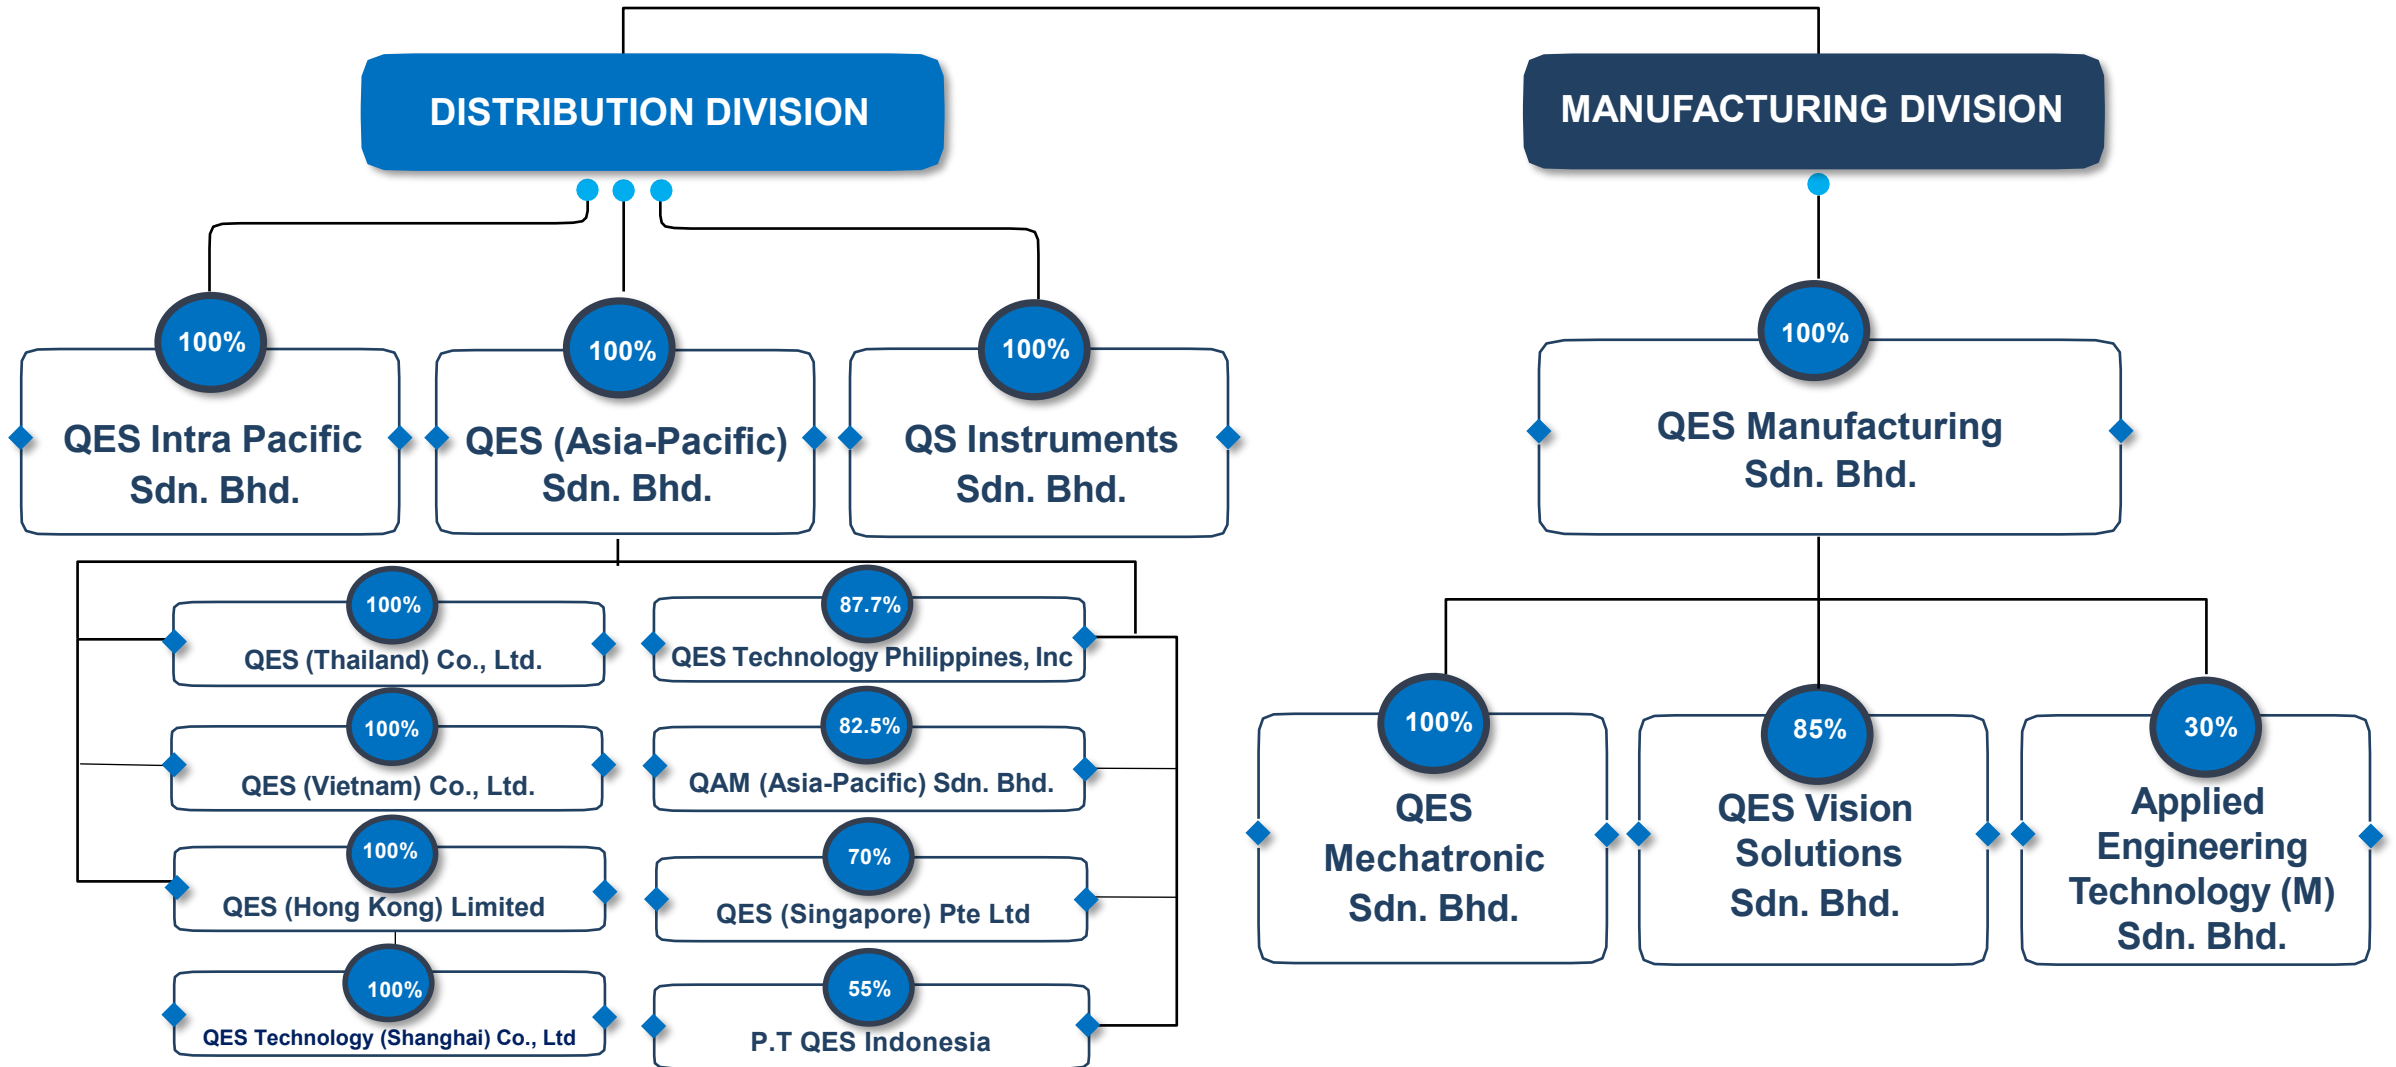 DISTRIBUTION DIVISION
MANUFACTURING DIVISION
100%
QES Intra Pacific
Sdn. Bhd.
100%
QES (Asia-Pacific)
Sdn. Bhd.
100%
QS Instruments
Sdn. Bhd.
100%
QES Manufacturing
Sdn. Bhd.
100%
QES (Thailand) Co., Ltd.
100%
QES (Vietnam) Co., Ltd.
100%
QES (Hong Kong) Limited
100%
QES Technology (Shanghai) Co., Ltd
87.7%
QES Technology Philippines, Inc
82.5%
QAM (Asia-Pacific) Sdn. Bhd.
70%
QES (Singapore) Pte Ltd
55%
P.T QES Indonesia
100%
QES
Mechatronic
Sdn. Bhd.
85%
QES Vision
Solutions
Sdn. Bhd.
30%
Applied
Engineering
Technology (M)
Sdn. Bhd.